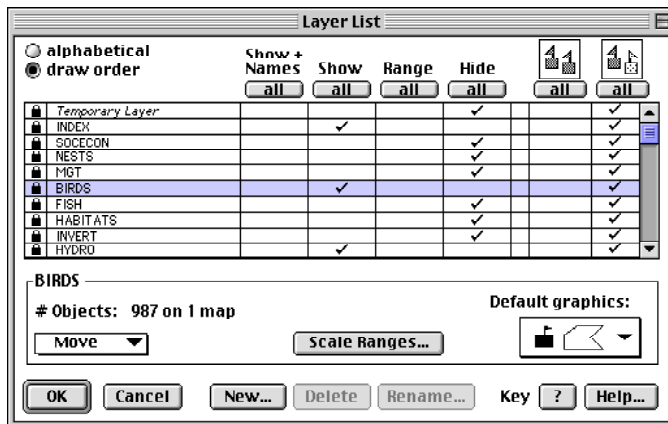 Layer List
alphabetical
draw order
Show +
Names Show Range Hide
all all all all all all
Temporary Layer
INDEX
SOCECON
NESTS
MGT
BIRDS
FISH
HABITATS
INVERT
HYDRO
BIRDS
# Objects: 987 on 1 map
Default graphics:
Move
Scale Ranges...
OK Cancel New... Delete Rename... Key ? Help...